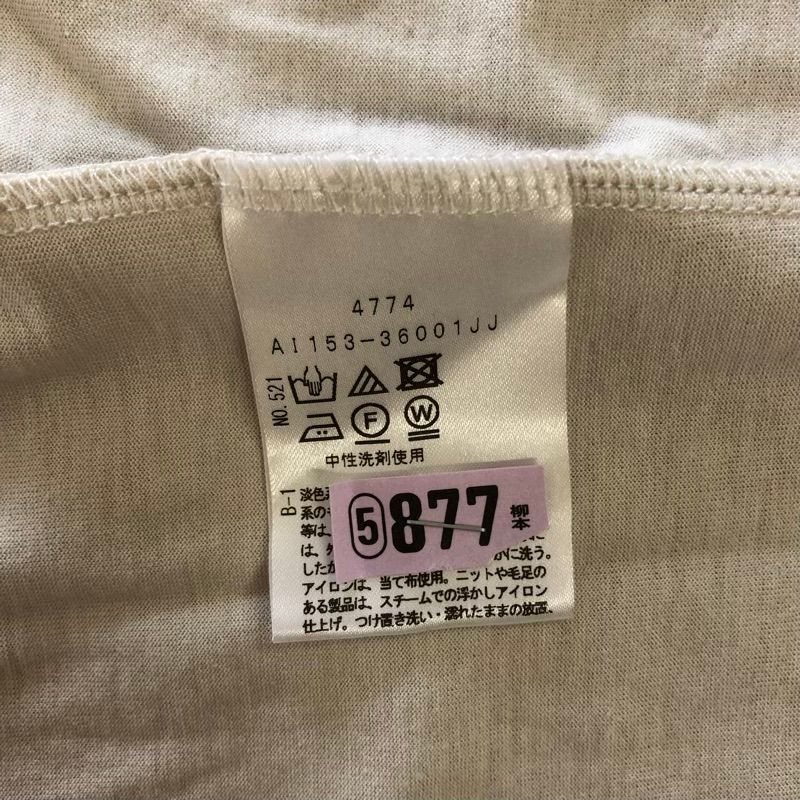 4774
AI153-36001JJ
NO.521
F W
中性洗剤使用
B-1
淡色系
系の
等は、
は、
した
⑤877 柳本
かに洗う。
アイロンは、当て布使用。ニットや毛足の
ある製品は、スチームでの浮かしアイロン
仕上げ。つけ置き洗い・濡れたままの放置、